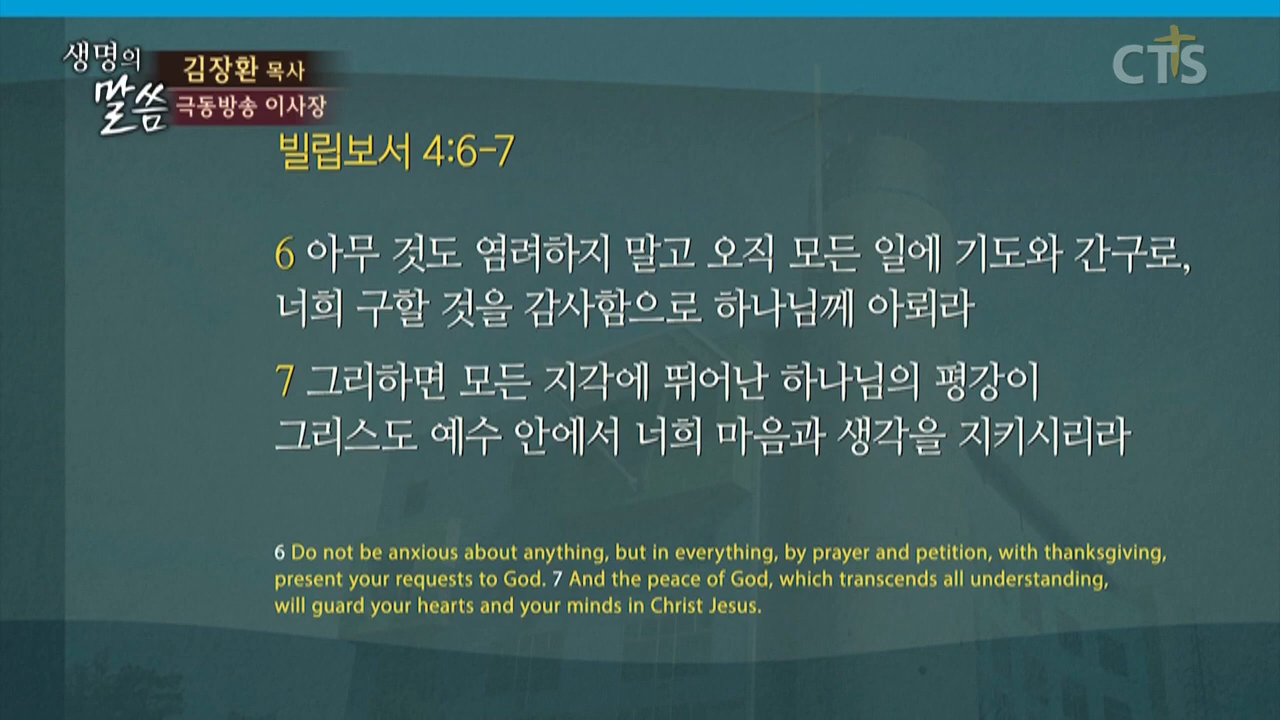 생명의
말씀
김장환 목사
극동방송 이사장
CTS
빌립보서 4:6-7
6 아무 것도 염려하지 말고 오직 모든 일에 기도와 간구로,
너희 구할 것을 감사함으로 하나님께 아뢰라
7 그리하면 모든 지각에 뛰어난 하나님의 평강이
그리스도 예수 안에서 너희 마음과 생각을 지키시리라
6 Do not be anxious about anything, but in everything, by prayer and petition, with thanksgiving,
present your requests to God. 7 And the peace of God, which transcends all understanding,
will guard your hearts and your minds in Christ Jesus.